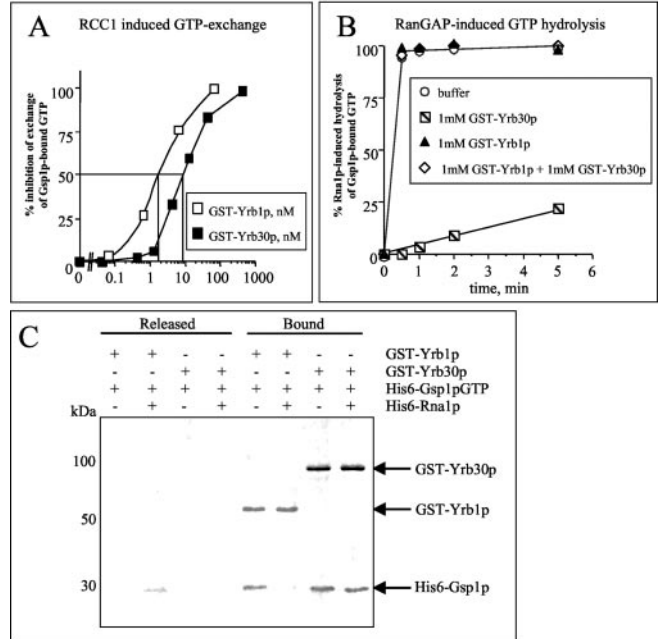 A
RCC1 induced GTP-exchange
% inhibition of exchange
of Gsp1p-bound GTP
100
75
50
25
0
GST-Yrb1p, nM
GST-Yrb30p, nM
0 0.1 1 10 100 1000
B
RanGAP-induced GTP hydrolysis
% Rna1p-induced hydrolysis
of Gsp1p-bound GTP
100
50
0
buffer
1mM GST-Yrb30p
1mM GST-Yrb1p
1mM GST-Yrb1p + 1mM GST-Yrb30p
0 1 2 3 4 5 6
time, min
C
Released Bound
+ + - - + + - - GST-Yrb1p
- - + + - - + + GST-Yrb30p
+ + + + + + + + His6-Gsp1pGTP
- + - + - + - + His6-Rna1p
kDa
100
GST-Yrb30p
50
GST-Yrb1p
30
His6-Gsp1p